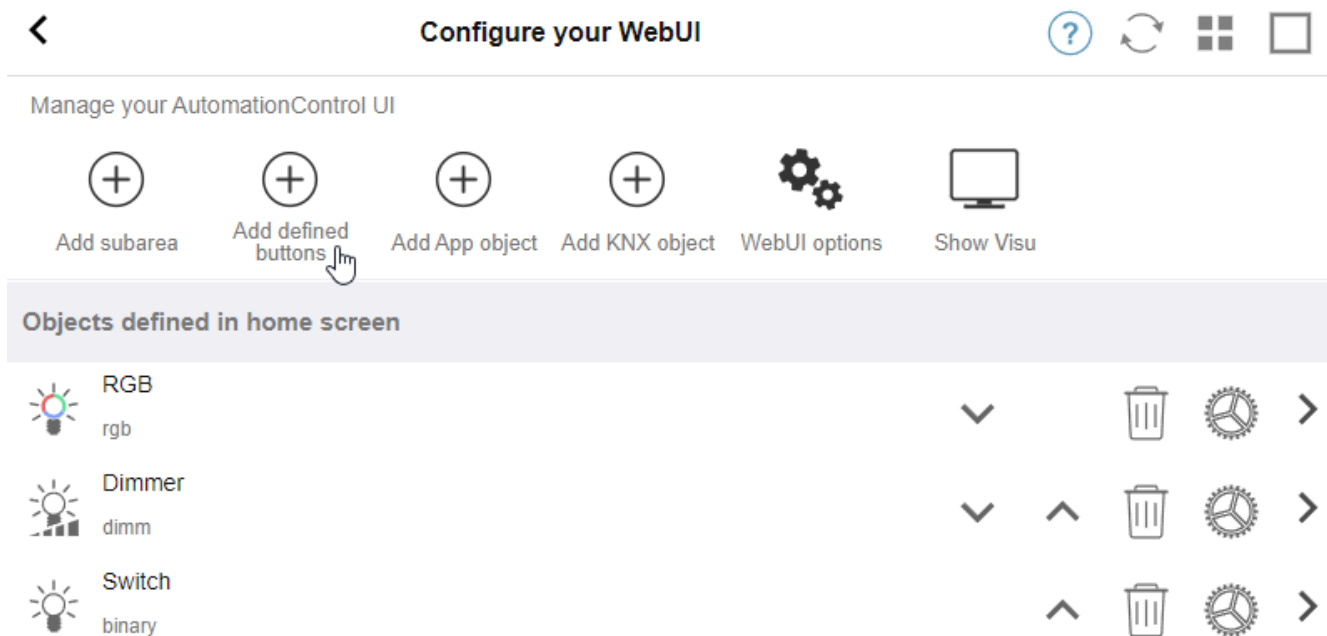 Configure your WebUI
?
Manage your AutomationControl UI
Add subarea
Add defined
buttons
Add App object
Add KNX object
WebUI options
Show Visu
Objects defined in home screen
RGB
rgb
Dimmer
dimm
Switch
binary